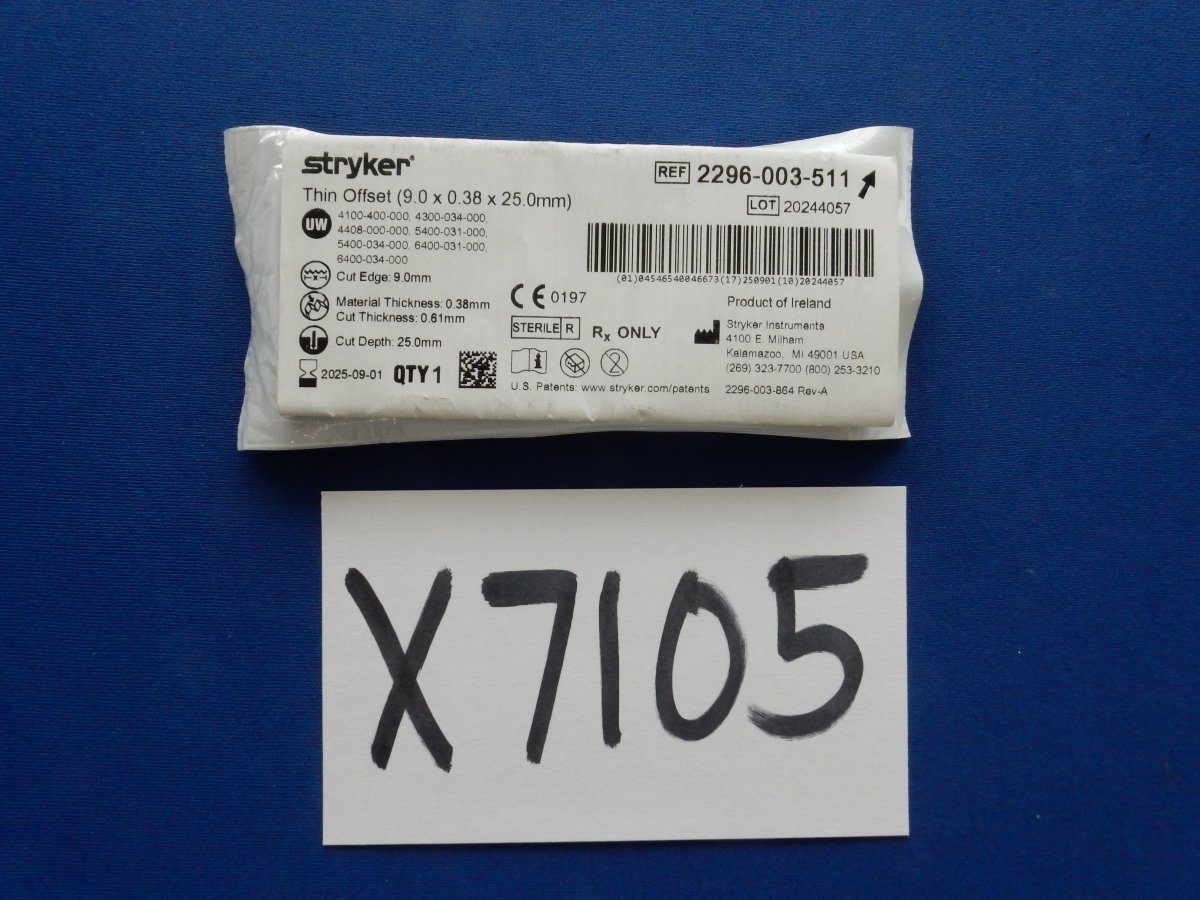 stryker®
REF 2296-003-511
Thin Offset (9.0 x 0.38 x 25.0mm)
LOT 20244057
UW 4100-400-000, 4300-034-000,
4408-000-000, 5400-031-000,
5400-034-000, 6400-031-000,
6400-034-000
(01)04546540046673(17)250901(10)20244057
Cut Edge: 9.0mm
Material Thickness: 0.38mm
Cut Thickness: 0.61mm
Cut Depth: 25.0mm
2025-09-01 QTY 1
CE 0197
STERILE R Rx ONLY
i 2
U.S. Patents: www.stryker.com/patents
Product of Ireland
Stryker Instruments
4100 E. Milham
Kalamazoo, MI 49001 USA
(269) 323-7700 (800) 253-3210
2296-003-864 Rev-A
X7105